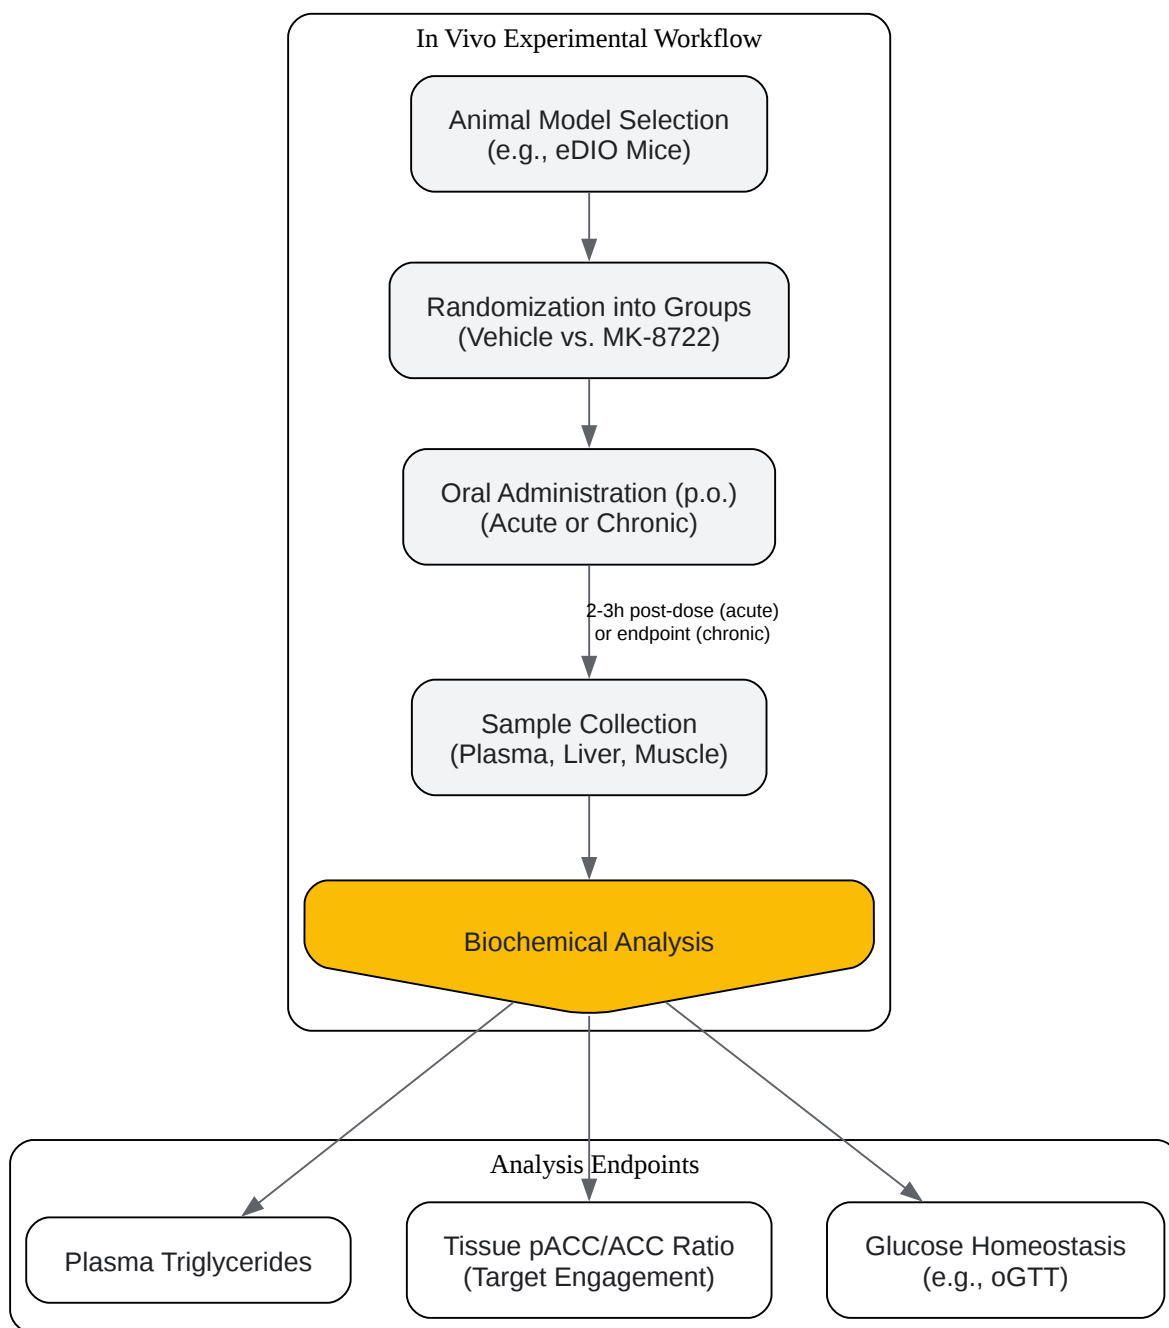 In Vivo Experimental Workflow
Animal Model Selection
(e.g., eDIO Mice)
Randomization into Groups
(Vehicle vs. MK-8722)
Oral Administration (p.o.)
(Acute or Chronic)
2-3h post-dose (acute)
or endpoint (chronic)
Sample Collection
(Plasma, Liver, Muscle)
Biochemical Analysis
Analysis Endpoints
Plasma Triglycerides
Tissue pACC/ACC Ratio
(Target Engagement)
Glucose Homeostasis
(e.g., oGTT)